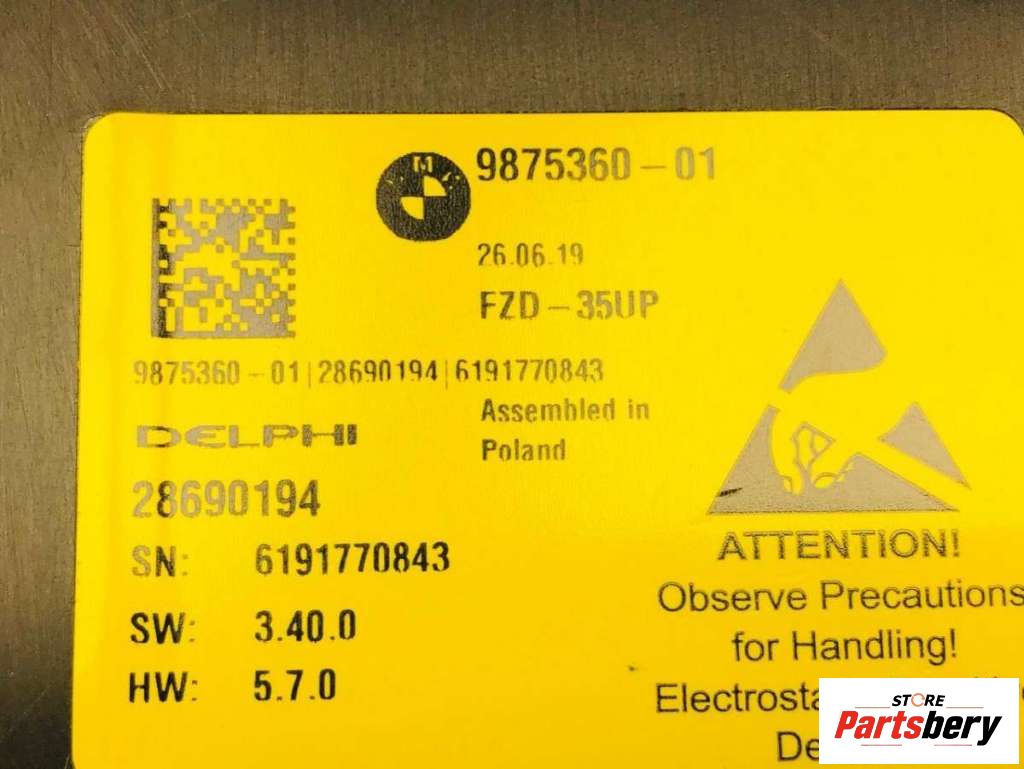 9875360-01
26.06.19
FZD-35UP
9875360-01|28690194|6191770843
Assembled in
Poland
DELPHI
28690194
SN: 6191770843
SW: 3.40.0
HW: 5.7.0
ATTENTION!
Observe Precautions
for Handling!
STORE
Partsbery